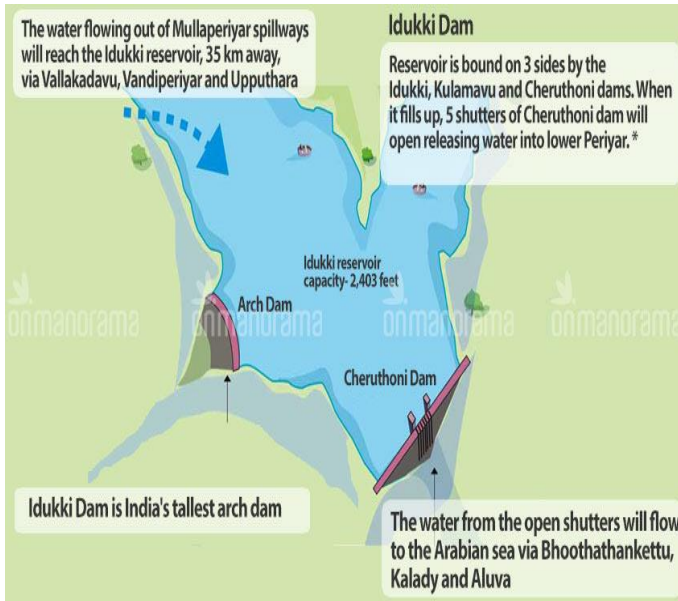 The water flowing out of Mullaperiyar spillways
will reach the Idukki reservoir, 35 km away,
via Vallakadavu, Vandiperiyar and Upputhara
Idukki Dam
Reservoir is bound on 3 sides by the
Idukki, Kulamavu and Cheruthoni dams. When
it fills up, 5 shutters of Cheruthoni dam will
open releasing water into lower Periyar. *
Idukki reservoir
capacity- 2,403 feet
Arch Dam
onmanorama
onmanorama
onmanorama
onmanorama
Cheruthoni Dam
Idukki Dam is India's tallest arch dam
The water from the open shutters will flow
to the Arabian sea via Bhoothathankettu,
Kalady and Aluva